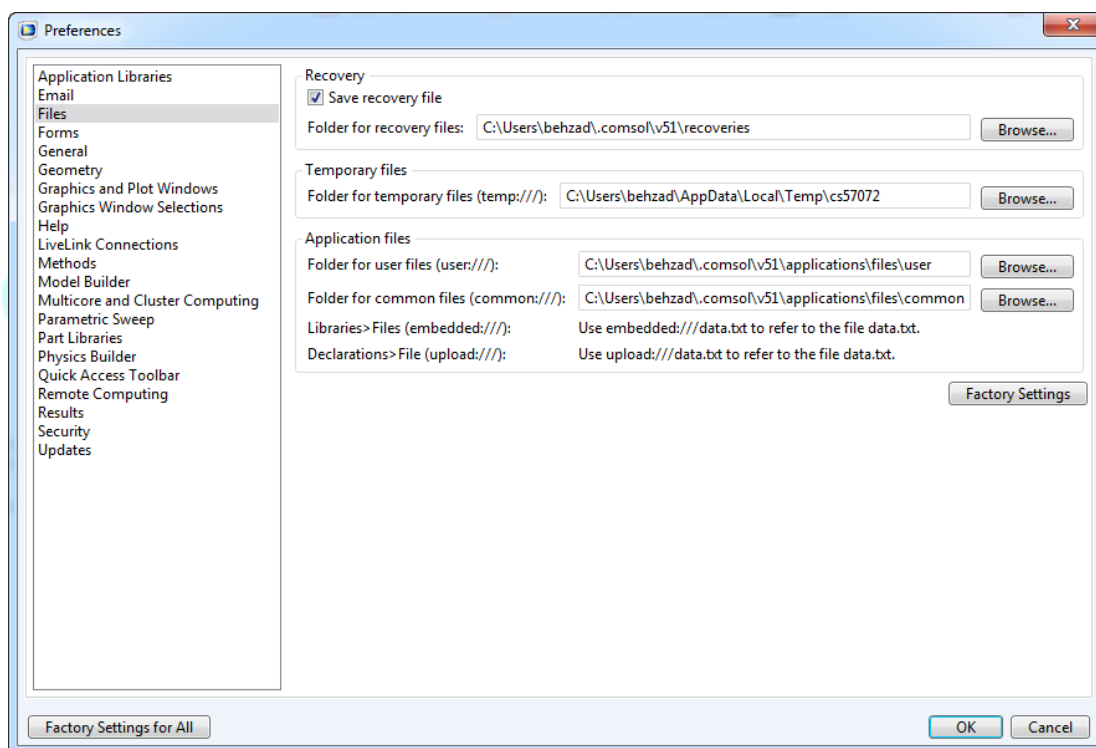 Preferences
Application Libraries
Email
Files
Forms
General
Geometry
Graphics and Plot Windows
Graphics Window Selections
Help
LiveLink Connections
Methods
Model Builder
Multicore and Cluster Computing
Parametric Sweep
Part Libraries
Physics Builder
Quick Access Toolbar
Remote Computing
Results
Security
Updates
Recovery
Save recovery file
Folder for recovery files: C:\Users\behzad\.comsol\v51\recoveries Browse...
Temporary files
Folder for temporary files (temp:///): C:\Users\behzad\AppData\Local\Temp\cs57072 Browse...
Application files
Folder for user files (user:///): C:\Users\behzad\.comsol\v51\applications\files\user Browse...
Folder for common files (common:///): C:\Users\behzad\.comsol\v51\applications\files\common Browse...
Libraries>Files (embedded:///): Use embedded:///data.txt to refer to the file data.txt.
Declarations>File (upload:///): Use upload:///data.txt to refer to the file data.txt.
Factory Settings
Factory Settings for All OK Cancel